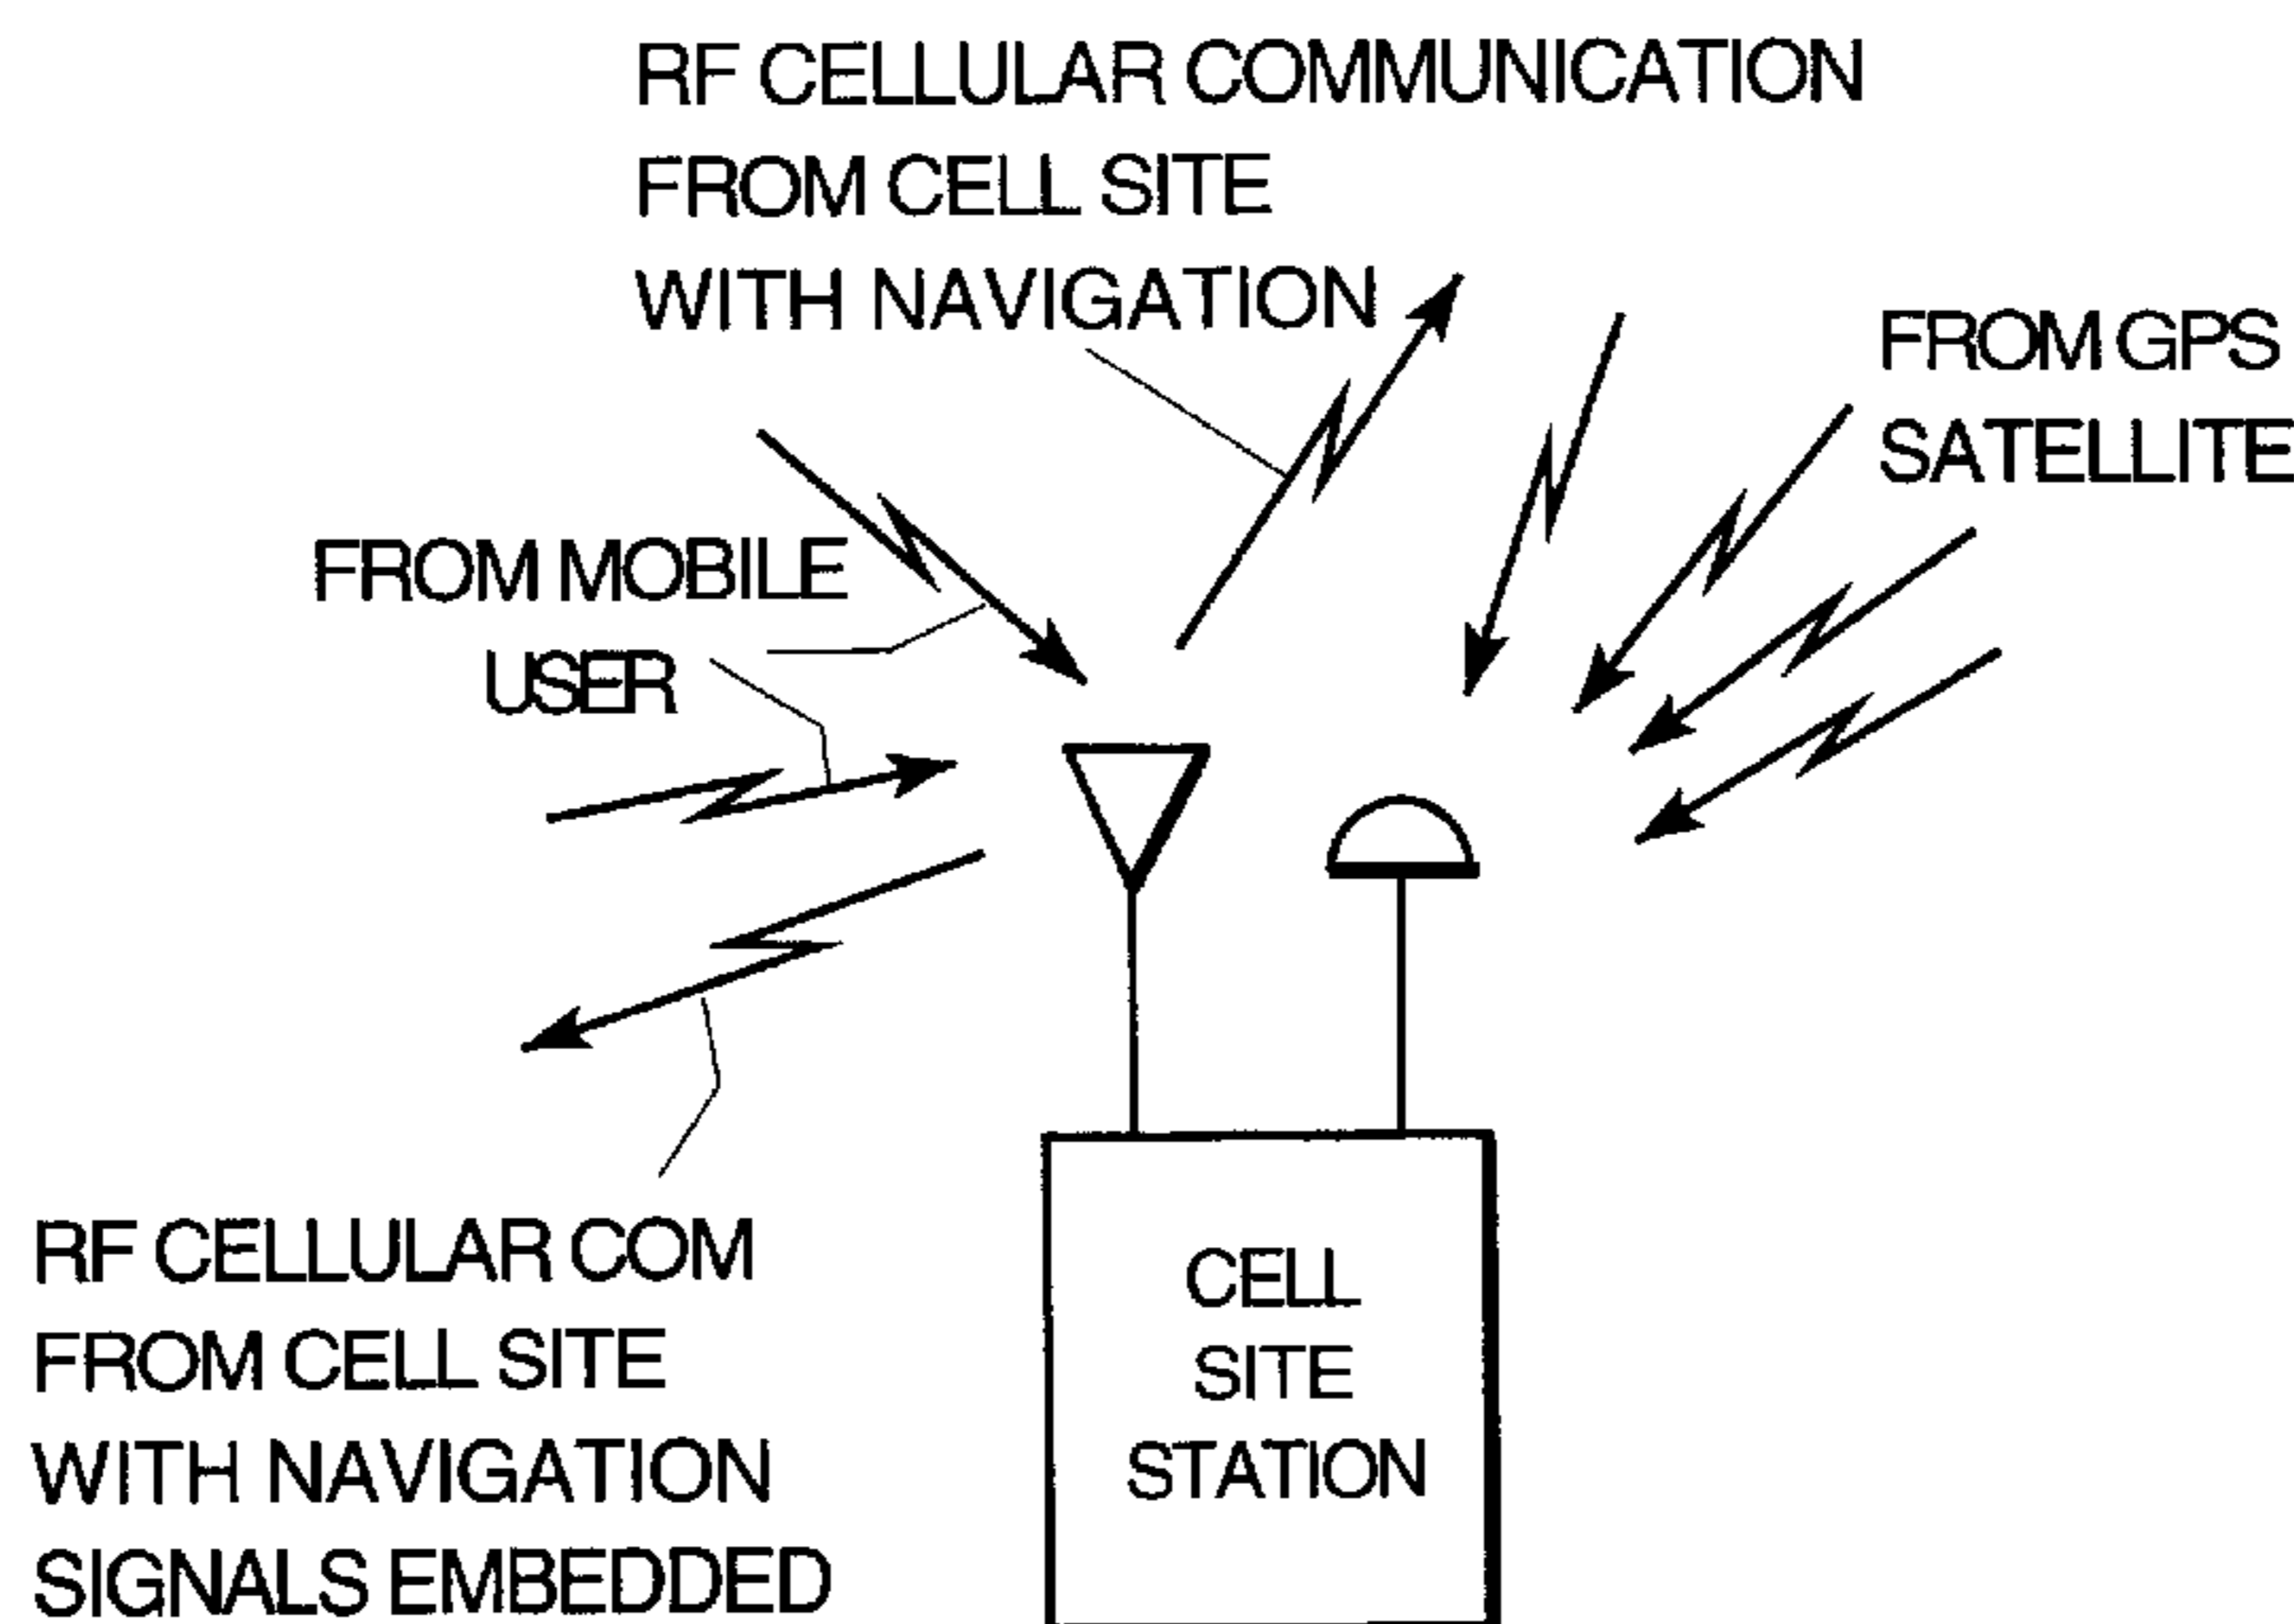 RF CELLULAR COMMUNICATION
FROM CELL SITE
WITH NAVIGATION
FROM GPS
SATELLITE
FROM MOBILE
USER
RF CELLULAR COM
FROM CELL SITE
WITH NAVIGATION
SIGNALS EMBEDDED
CELL
SITE
STATION